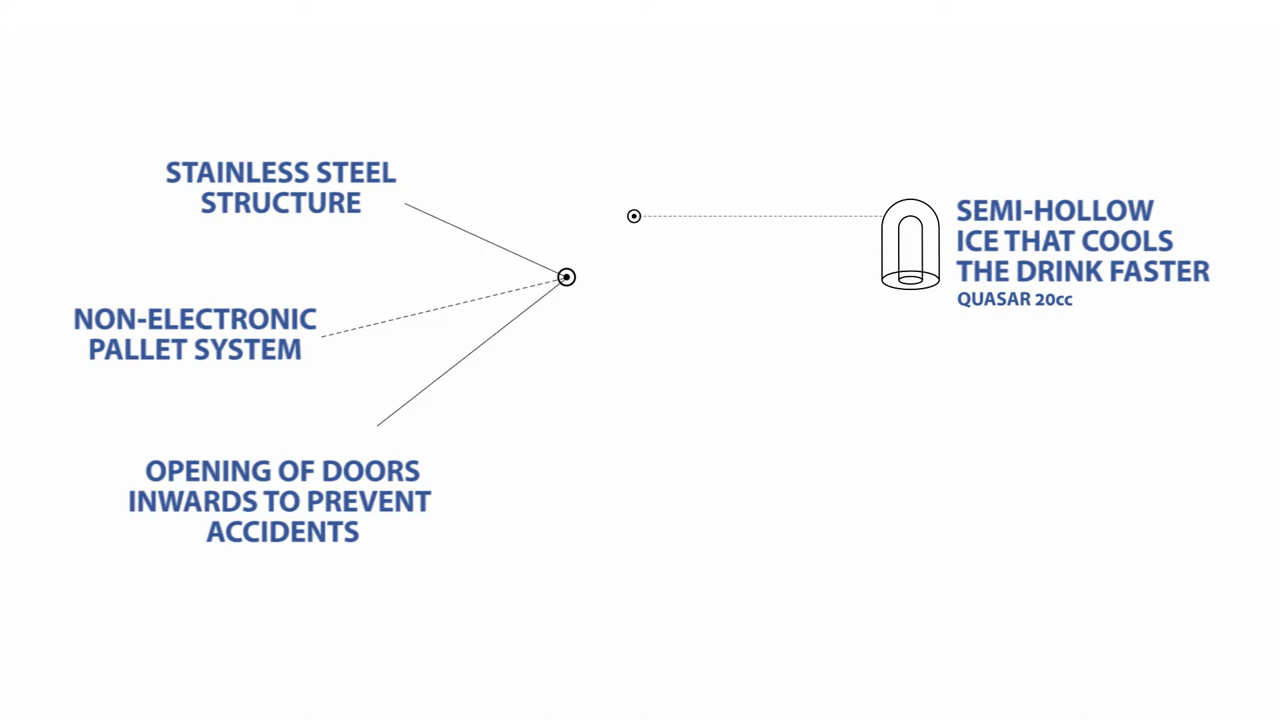 STAINLESS STEEL
STRUCTURE
NON-ELECTRONIC
PALLET SYSTEM
OPENING OF DOORS
INWARDS TO PREVENT
ACCIDENTS
SEMI-HOLLOW
ICE THAT COOLS
THE DRINK FASTER
QUASAR 20cc